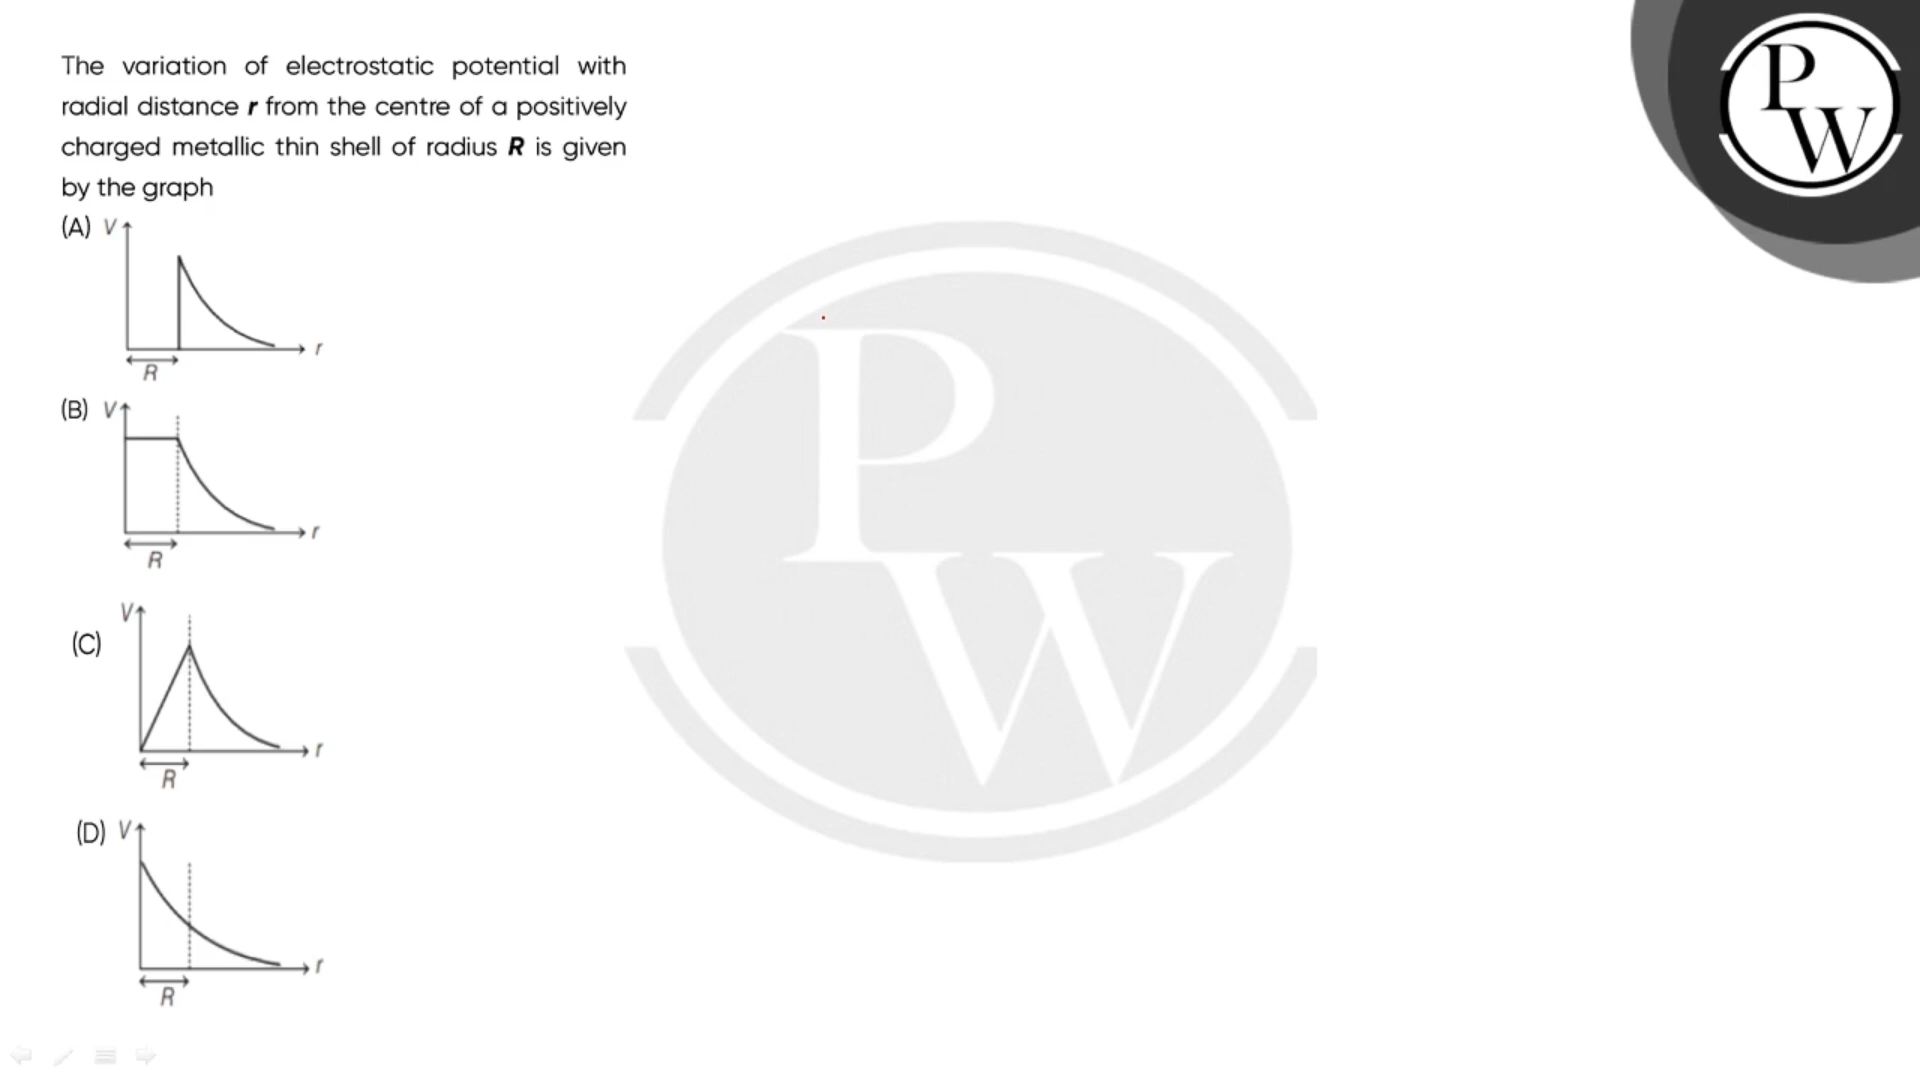 The variation of electrostatic potential with
radial distance r from the centre of a positively
charged metallic thin shell of radius R is given
by the graph
(A) V
r
R
(B) V
r
R
(C) V
r
R
(D) V
r
R
P
W
P
W